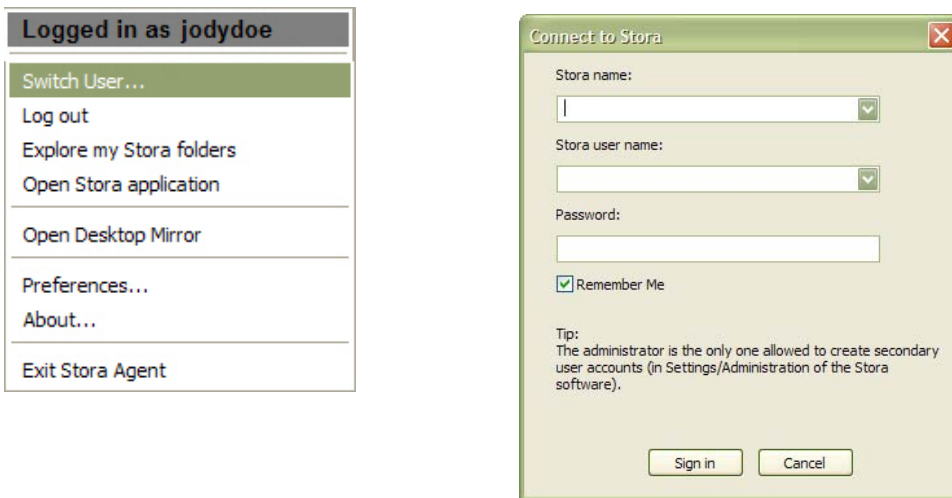 Logged in as jodydoe
Switch User...
Log out
Explore my Stora folders
Open Stora application
Open Desktop Mirror
Preferences...
About...
Exit Stora Agent
Connect to Stora
Stora name:
Stora user name:
Password:
Remember Me
Tip:
The administrator is the only one allowed to create secondary
user accounts (in Settings/Administration of the Stora
software).
Sign in
Cancel